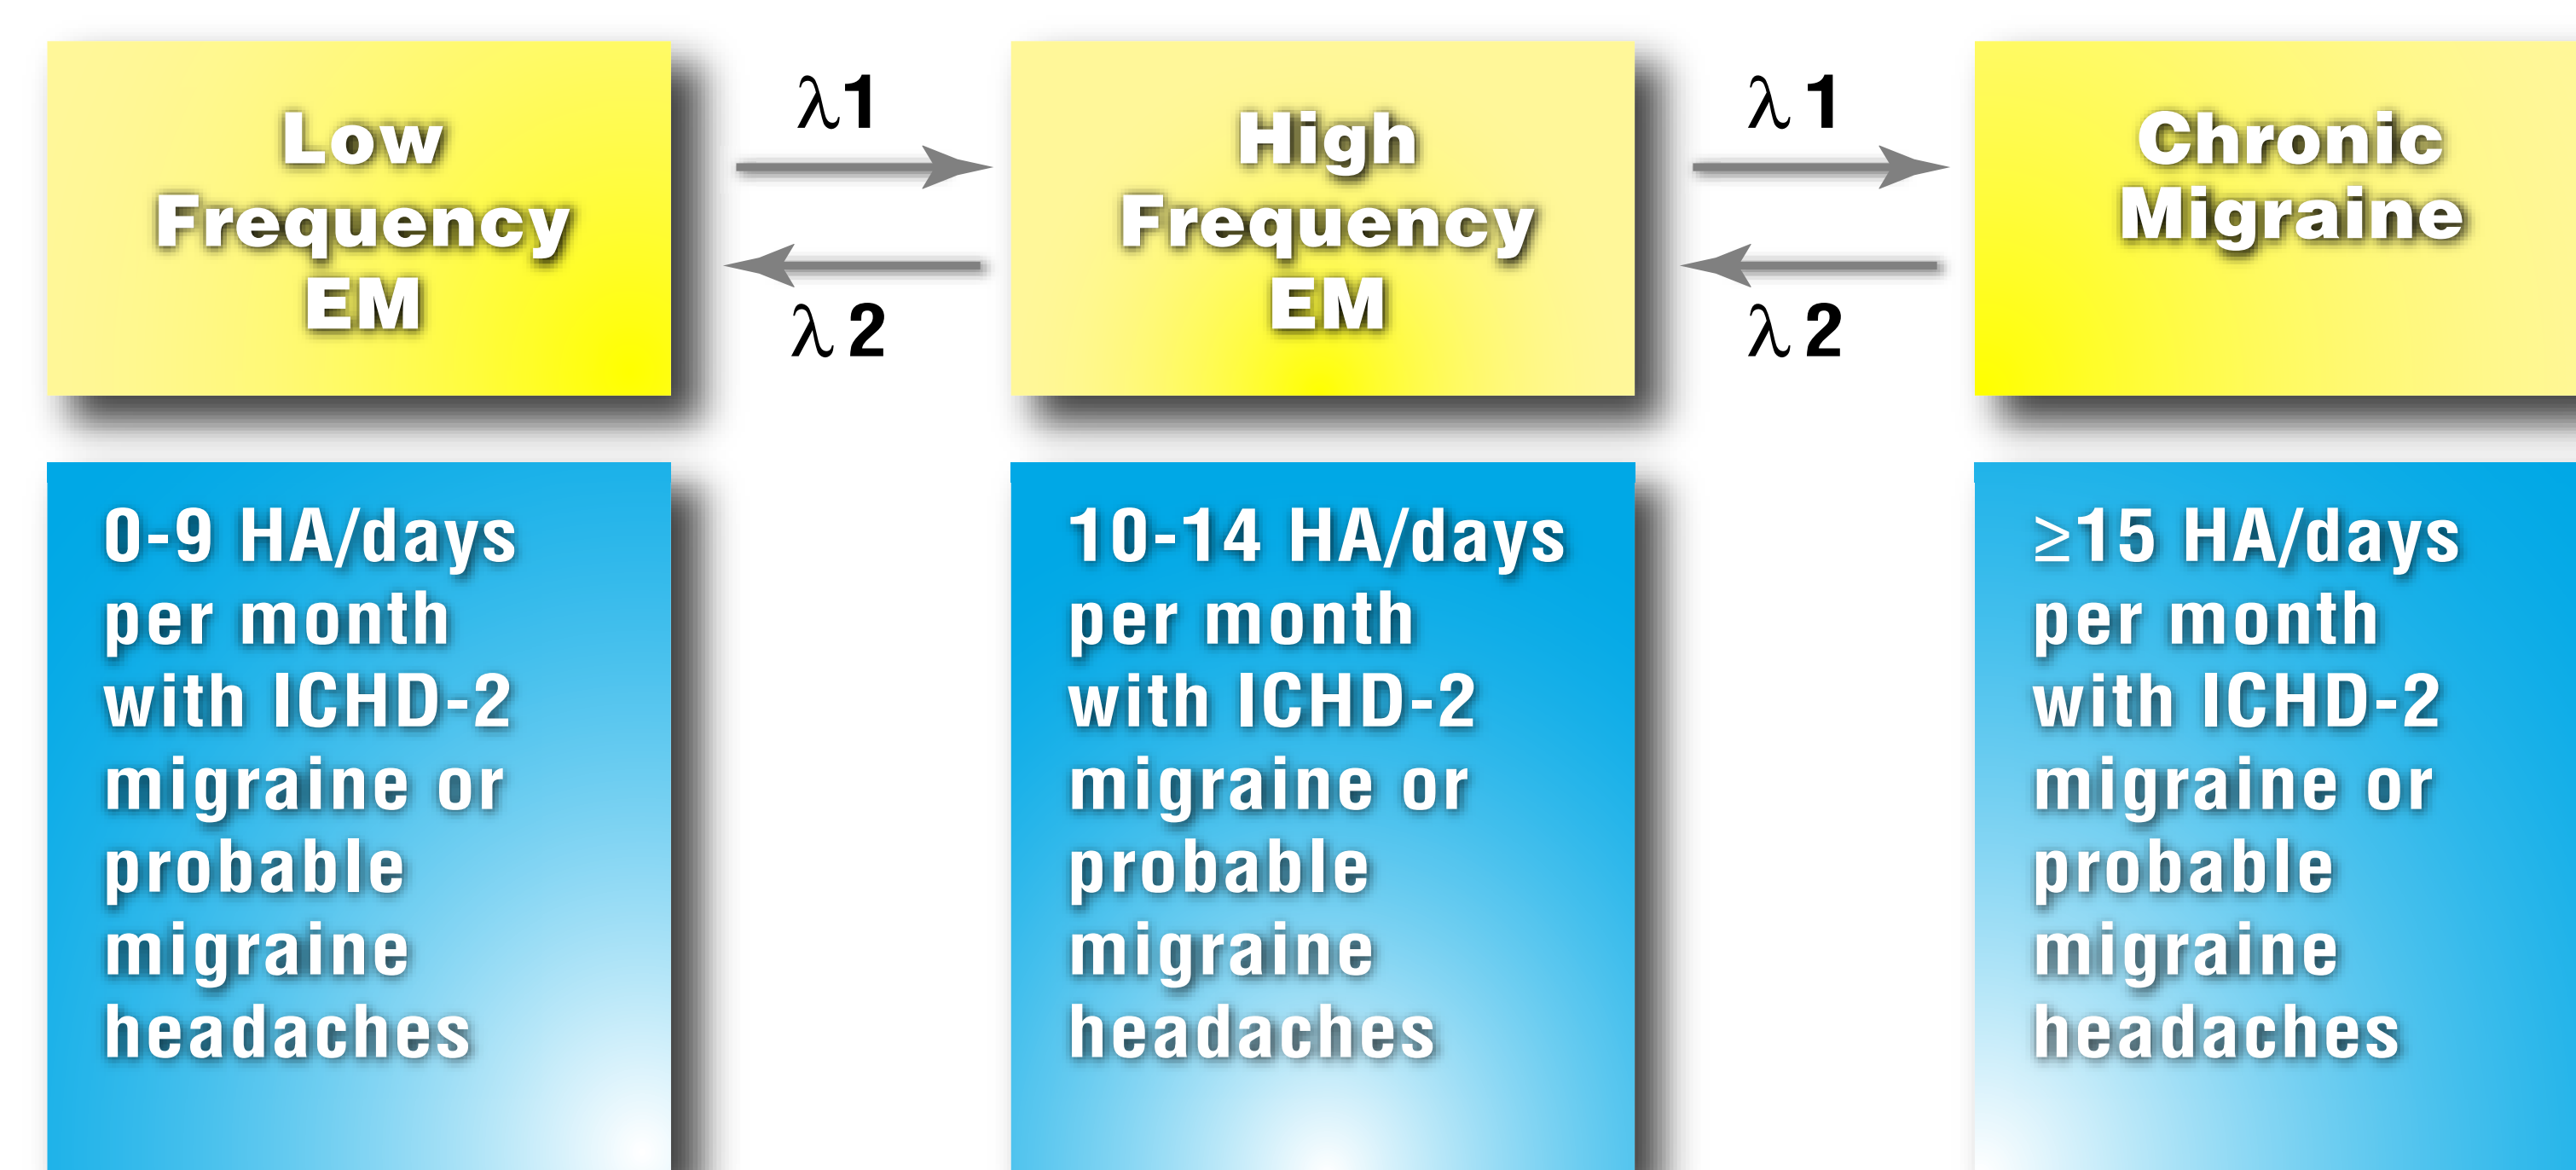 Low
Frequency
EM
λ1
λ2
High
Frequency
EM
λ1
λ2
Chronic
Migraine
0-9 HA/days
per month
with ICHD-2
migraine or
probable
migraine
headaches
10-14 HA/days
per month
with ICHD-2
migraine or
probable
migraine
headaches
≥15 HA/days
per month
with ICHD-2
migraine or
probable
migraine
headaches